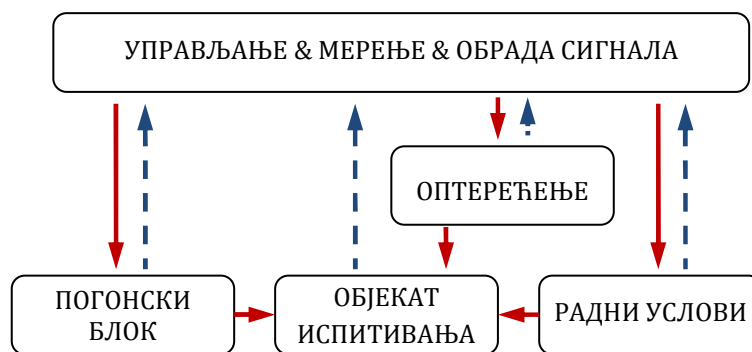 УПРАВЉАЊЕ & МЕРЕЊЕ & ОБРАДА СИГНАЛА
ОПТЕРЕЋЕЊЕ
ПОГОНСКИ
БЛОК
ОБЈЕКАТ
ИСПИТИВАЊА
РАДНИ УСЛОВИ